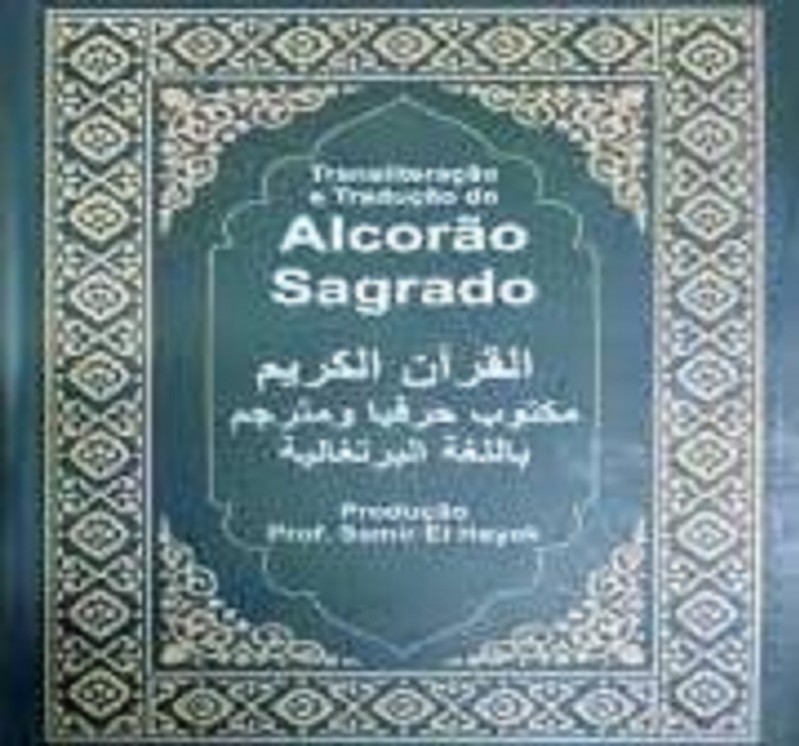 Transliteração
e Tradução do
Alcorão
Sagrado
القرآن الكريم
مكتوب حرفيا ومترجم
باللغة البرتغالية
Produção
Prof. Samir El Hayek